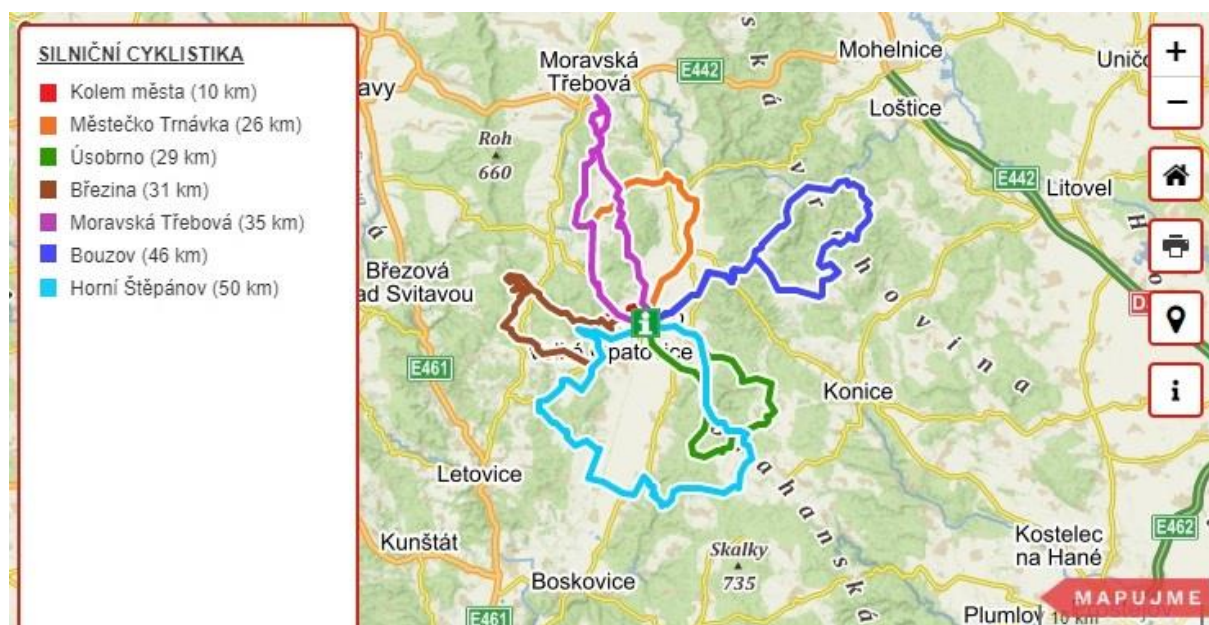 SILNIČNÍ CYKLISTIKA
Kolem města (10 km)
Městečko Trnávka (26 km)
Úsobrno (29 km)
Březina (31 km)
Moravská Třebová (35 km)
Bouzov (46 km)
Horní Štěpánov (50 km)
Moravská
Třebová
E442
Mohelnice
Loštice
+
−
Roh
660
E442
Litovel
Březová
E461
Konice
Letovice
Kunštát
Skalky
735
Boskovice
E461
E462
Kostelec
na Hané
Plumlov
10 km
MAPUJME
i